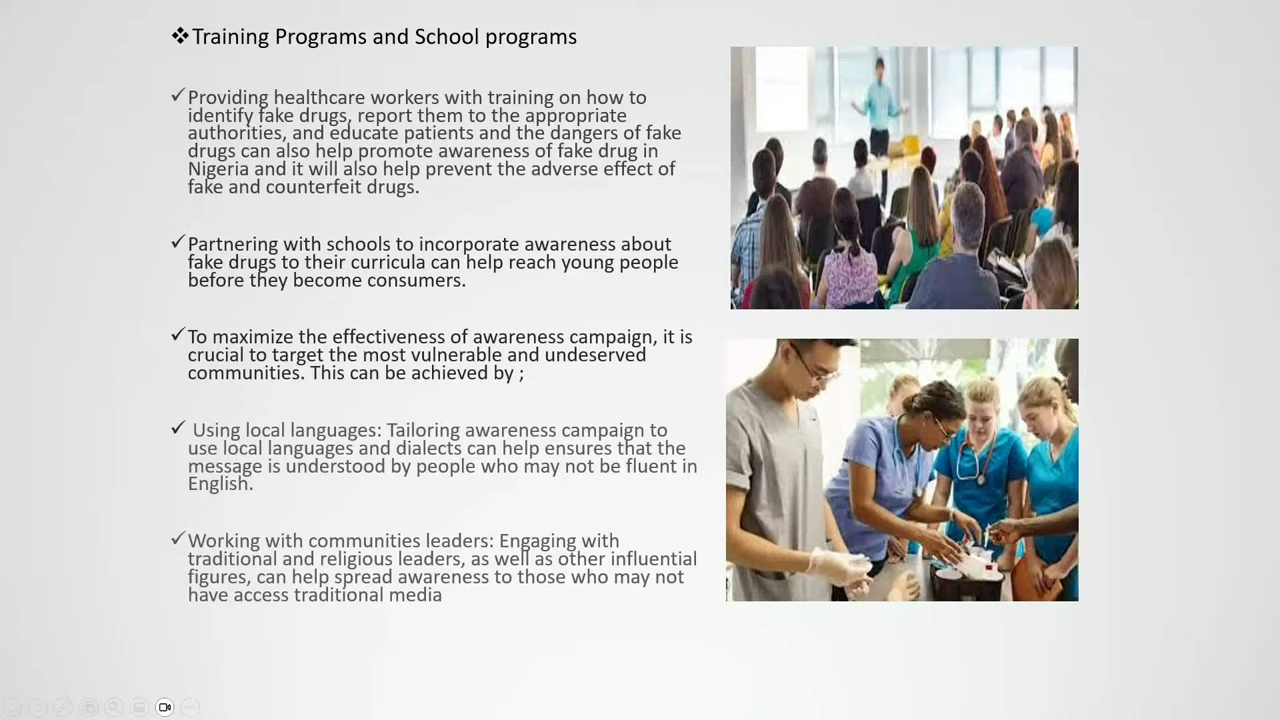 ❖Training Programs and School programs
✓Providing healthcare workers with training on how to
identify fake drugs, report them to the appropriate
authorities, and educate patients and the dangers of fake
drugs can also help promote awareness of fake drug in
Nigeria and it will also help prevent the adverse effect of
fake and counterfeit drugs.
✓Partnering with schools to incorporate awareness about
fake drugs to their curricula can help reach young people
before they become consumers.
✓To maximize the effectiveness of awareness campaign, it is
crucial to target the most vulnerable and undeserved
communities. This can be achieved by ;
✓ Using local languages: Tailoring awareness campaign to
use local languages and dialects can help ensures that the
message is understood by people who may not be fluent in
English.
✓Working with communities leaders: Engaging with
traditional and religious leaders, as well as other influential
figures, can help spread awareness to those who may not
have access traditional media